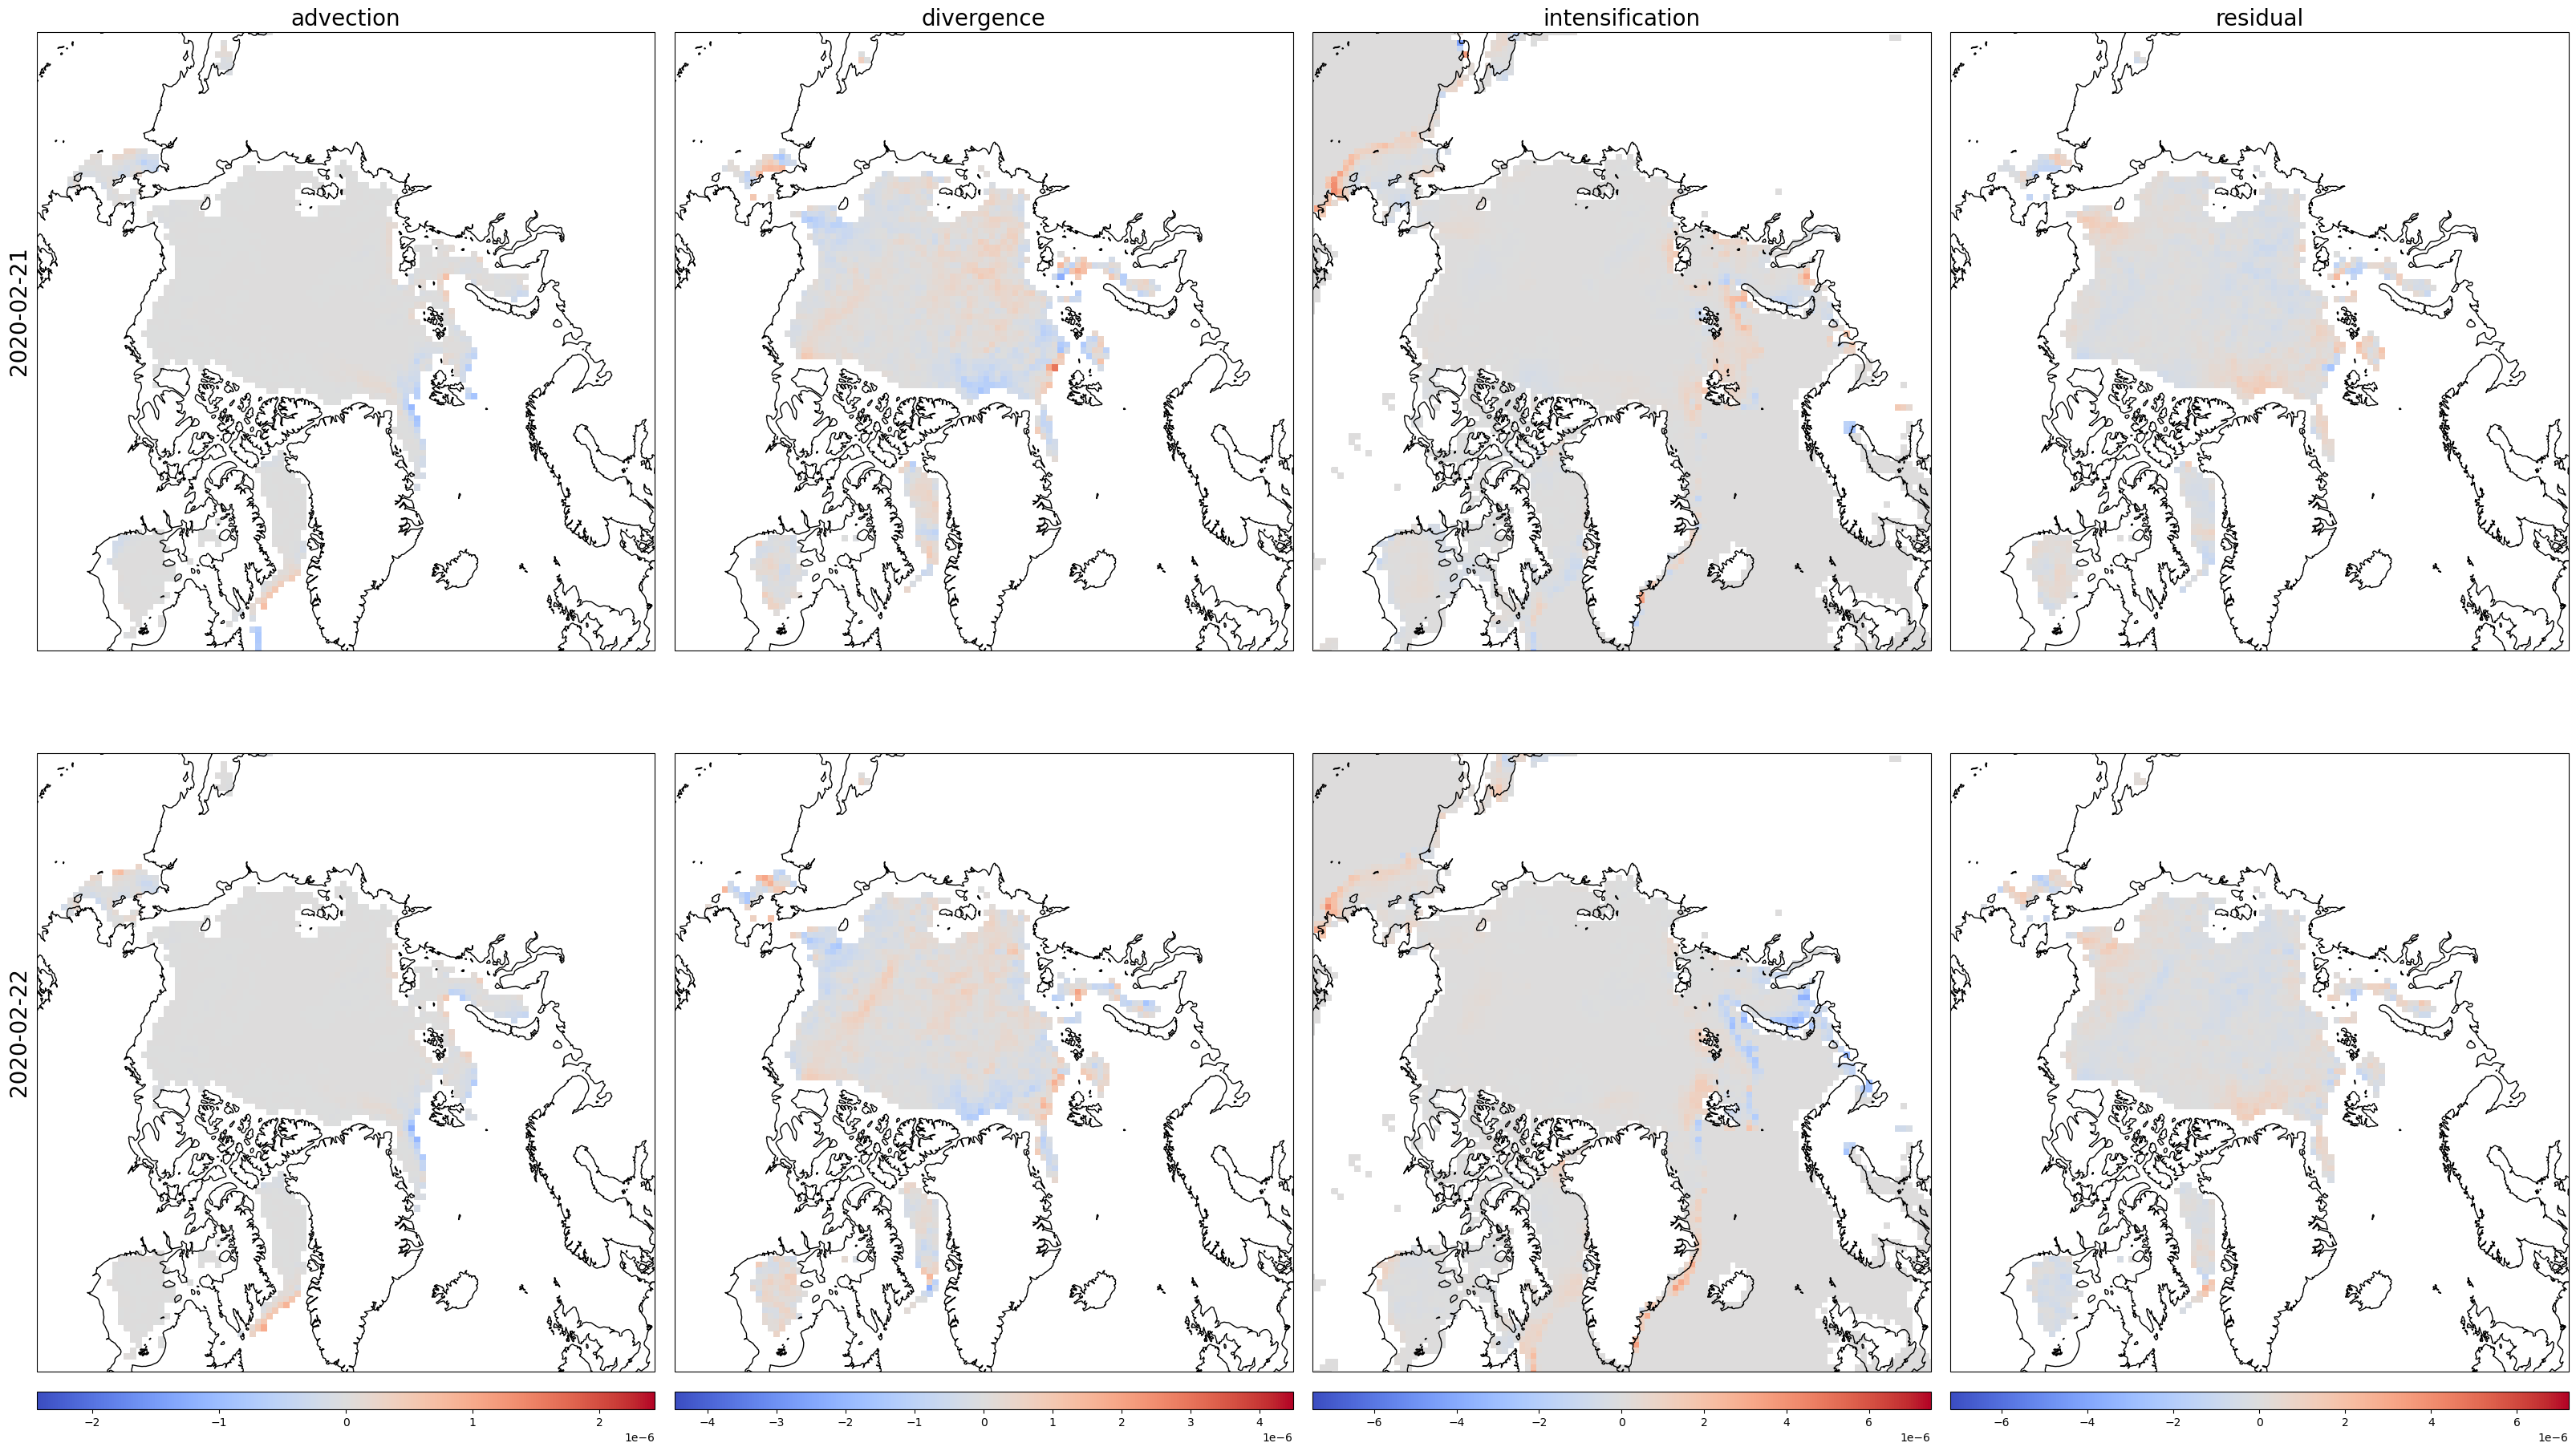 advection divergence intensification residual
2020-02-21
2020-02-22
−2 −1 0 1 2 −4 −3 −2 −1 0 1 2 3 4 −6 −4 −2 0 2 4 6 −6 −4 −2 0 2 4 6
1e−6 1e−6 1e−6 1e−6